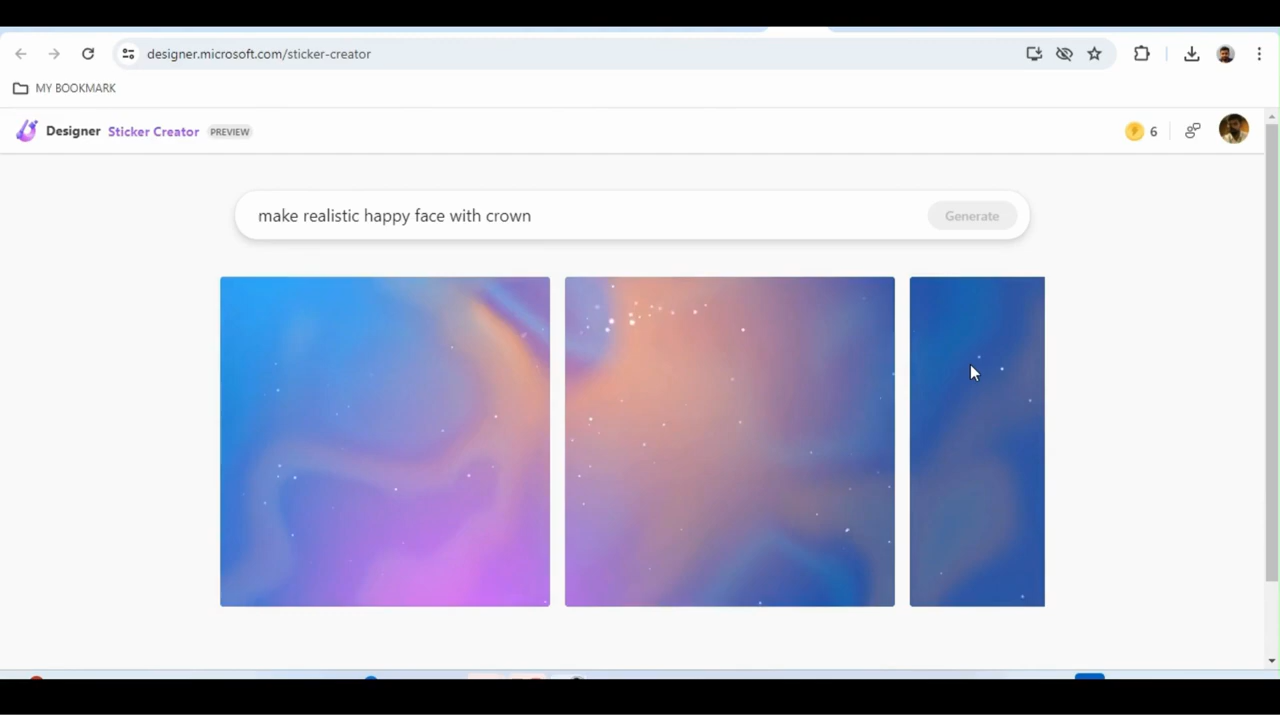 designer.microsoft.com/sticker-creator
MY BOOKMARK
Designer Sticker Creator PREVIEW
6
make realistic happy face with crown
Generate